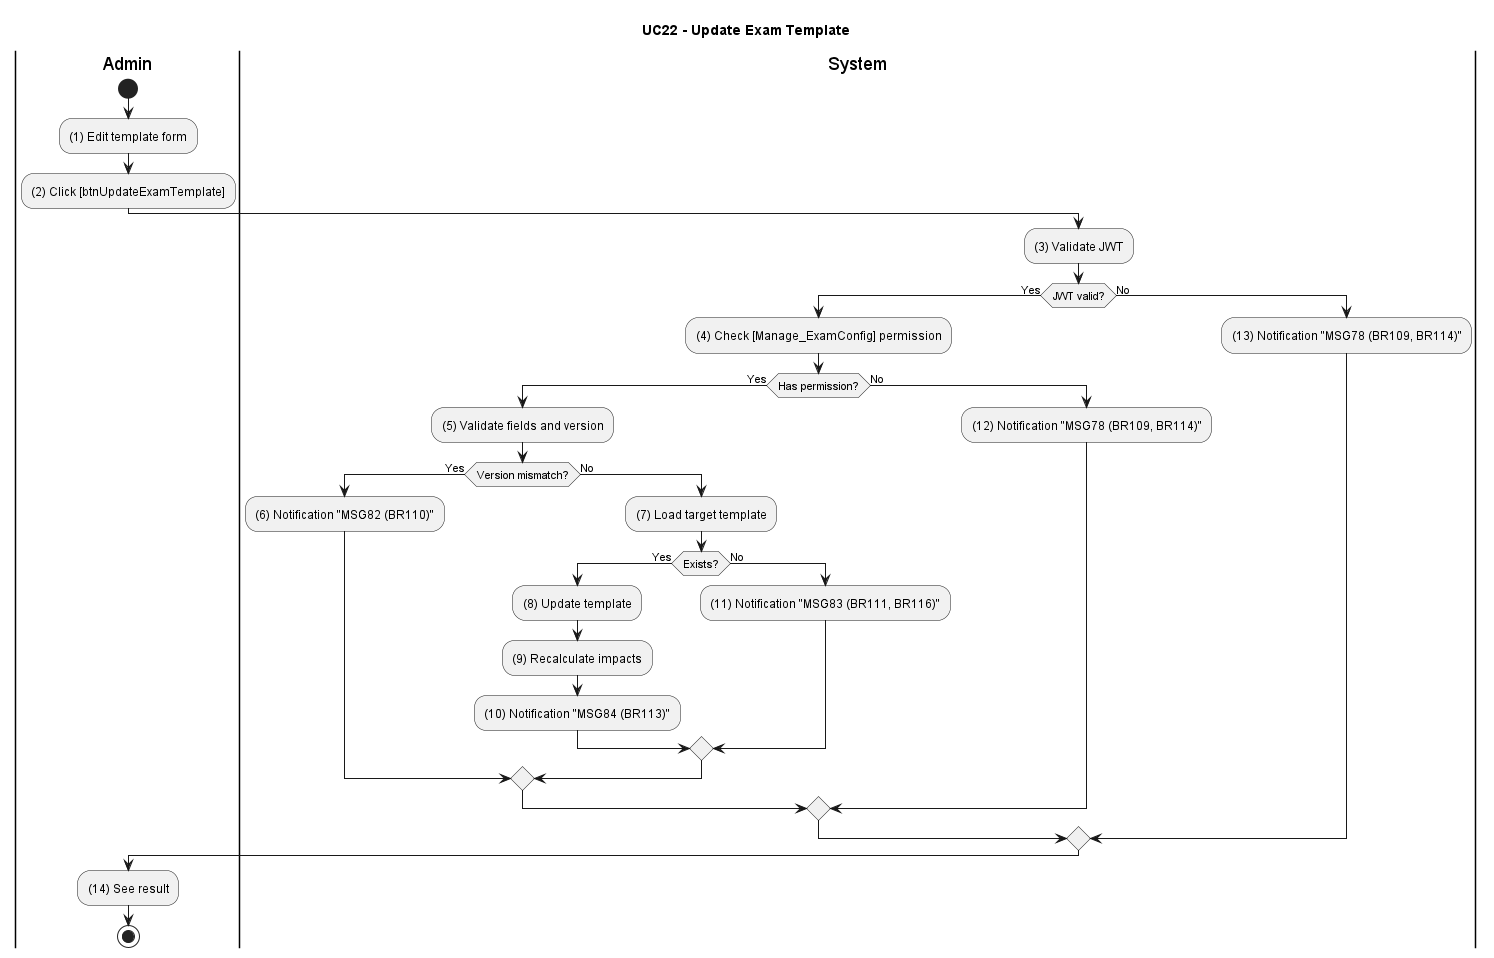 UC22 - Update Exam Template
Admin
System
(1) Edit template form
(2) Click [btnUpdateExamTemplate]
(3) Validate JWT
Yes
JWT valid?
No
(4) Check [Manage_ExamConfig] permission
(13) Notification "MSG78 (BR109, BR114)"
Yes
Has permission?
No
(5) Validate fields and version
(12) Notification "MSG78 (BR109, BR114)"
Yes
Version mismatch?
No
(6) Notification "MSG82 (BR110)"
(7) Load target template
Yes
Exists?
No
(8) Update template
(11) Notification "MSG83 (BR111, BR116)"
(9) Recalculate impacts
(10) Notification "MSG84 (BR113)"
(14) See result